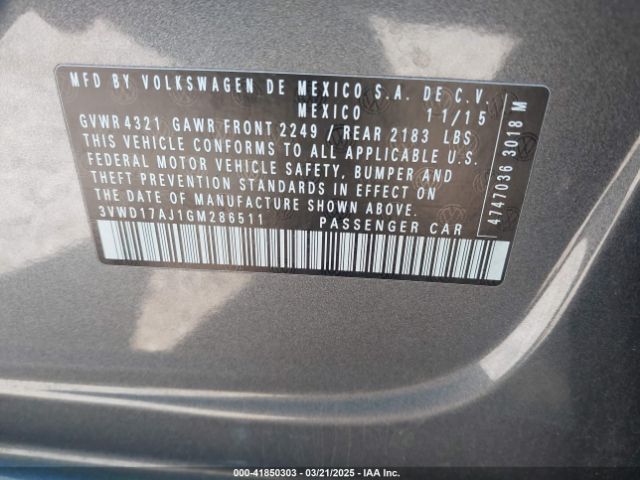 MFD BY VOLKSWAGEN DE MEXICO S.A. DE C.V.
MEXICO 11/15
GVWR 4321 GAWR FRONT 2249 / REAR 2183 LBS
THIS VEHICLE CONFORMS TO ALL APPLICABLE U.S.
FEDERAL MOTOR VEHICLE SAFETY, BUMPER AND
THEFT PREVENTION STANDARDS IN EFFECT ON
THE DATE OF MANUFACTURE SHOWN ABOVE.
3VWD17AJ1GM286511 PASSENGER CAR
4747036 3018 M
000-41850303 — 03/21/2025 — IAA Inc.